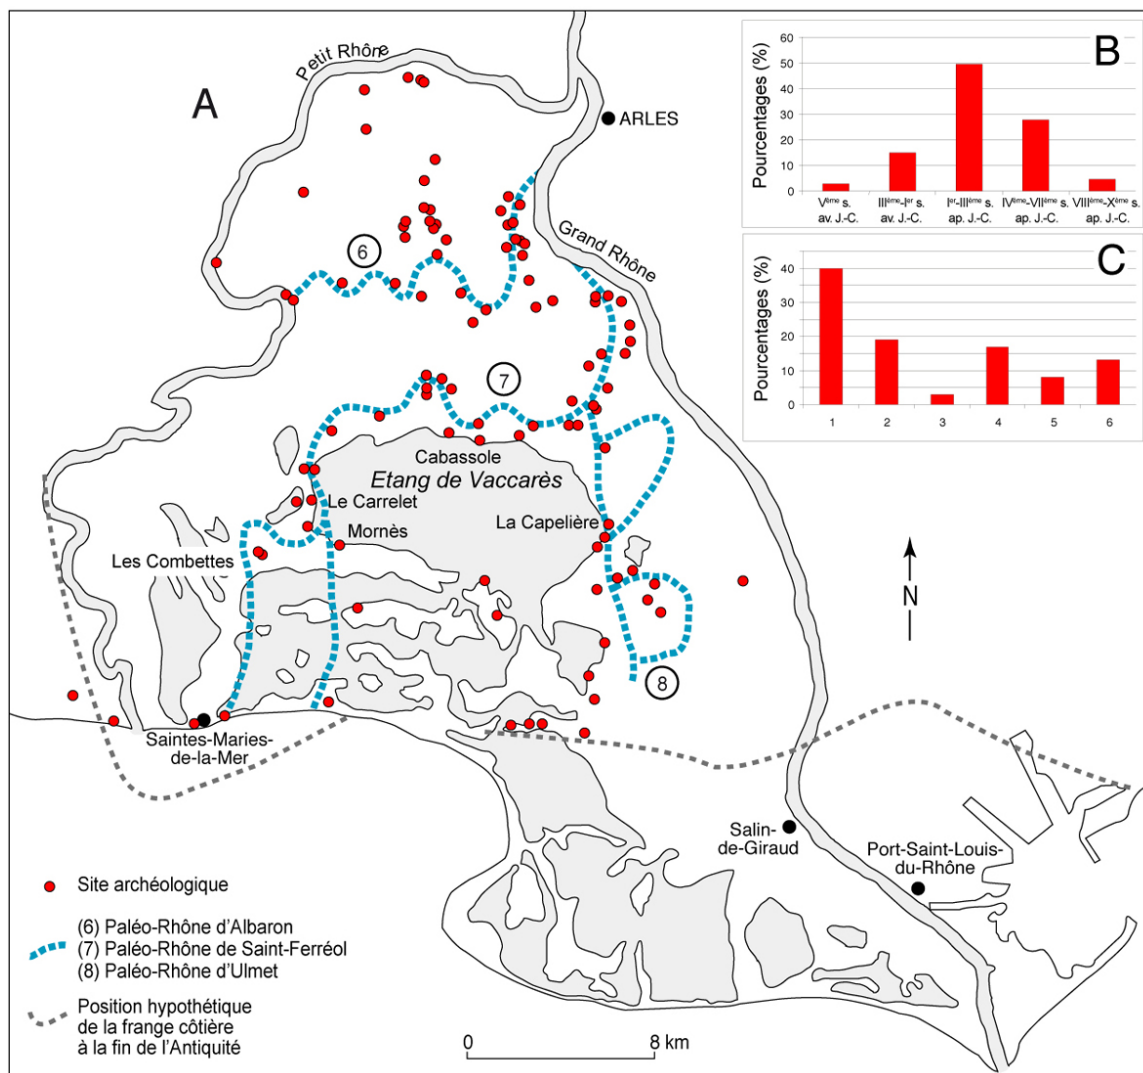 A
Petit Rhône
ARLES
Grand Rhône
6
7
Cabassole
Etang de Vaccarès
Le Carrelet
La Capelière
Mornès
Les Combettes
N
8
Saintes-Maries-
de-la-Mer
Salin-
de-Giraud
Port-Saint-Louis-
du-Rhône
Site archéologique
(6) Paléo-Rhône d'Albaron
(7) Paléo-Rhône de Saint-Ferréol
(8) Paléo-Rhône d'Ulmet
Position hypothétique
de la frange côtière
à la fin de l'Antiquité
0 8 km
B
Pourcentages (%)
60
50
40
30
20
10
0
Vème s. IIIème-Ier s. Ier-IIIème s. IVème-VIIème s. VIIIème-Xème s.
av. J.-C. av. J.-C. ap. J.-C. ap. J.-C. ap. J.-C.
C
Pourcentages (%)
40
30
20
10
0
1 2 3 4 5 6